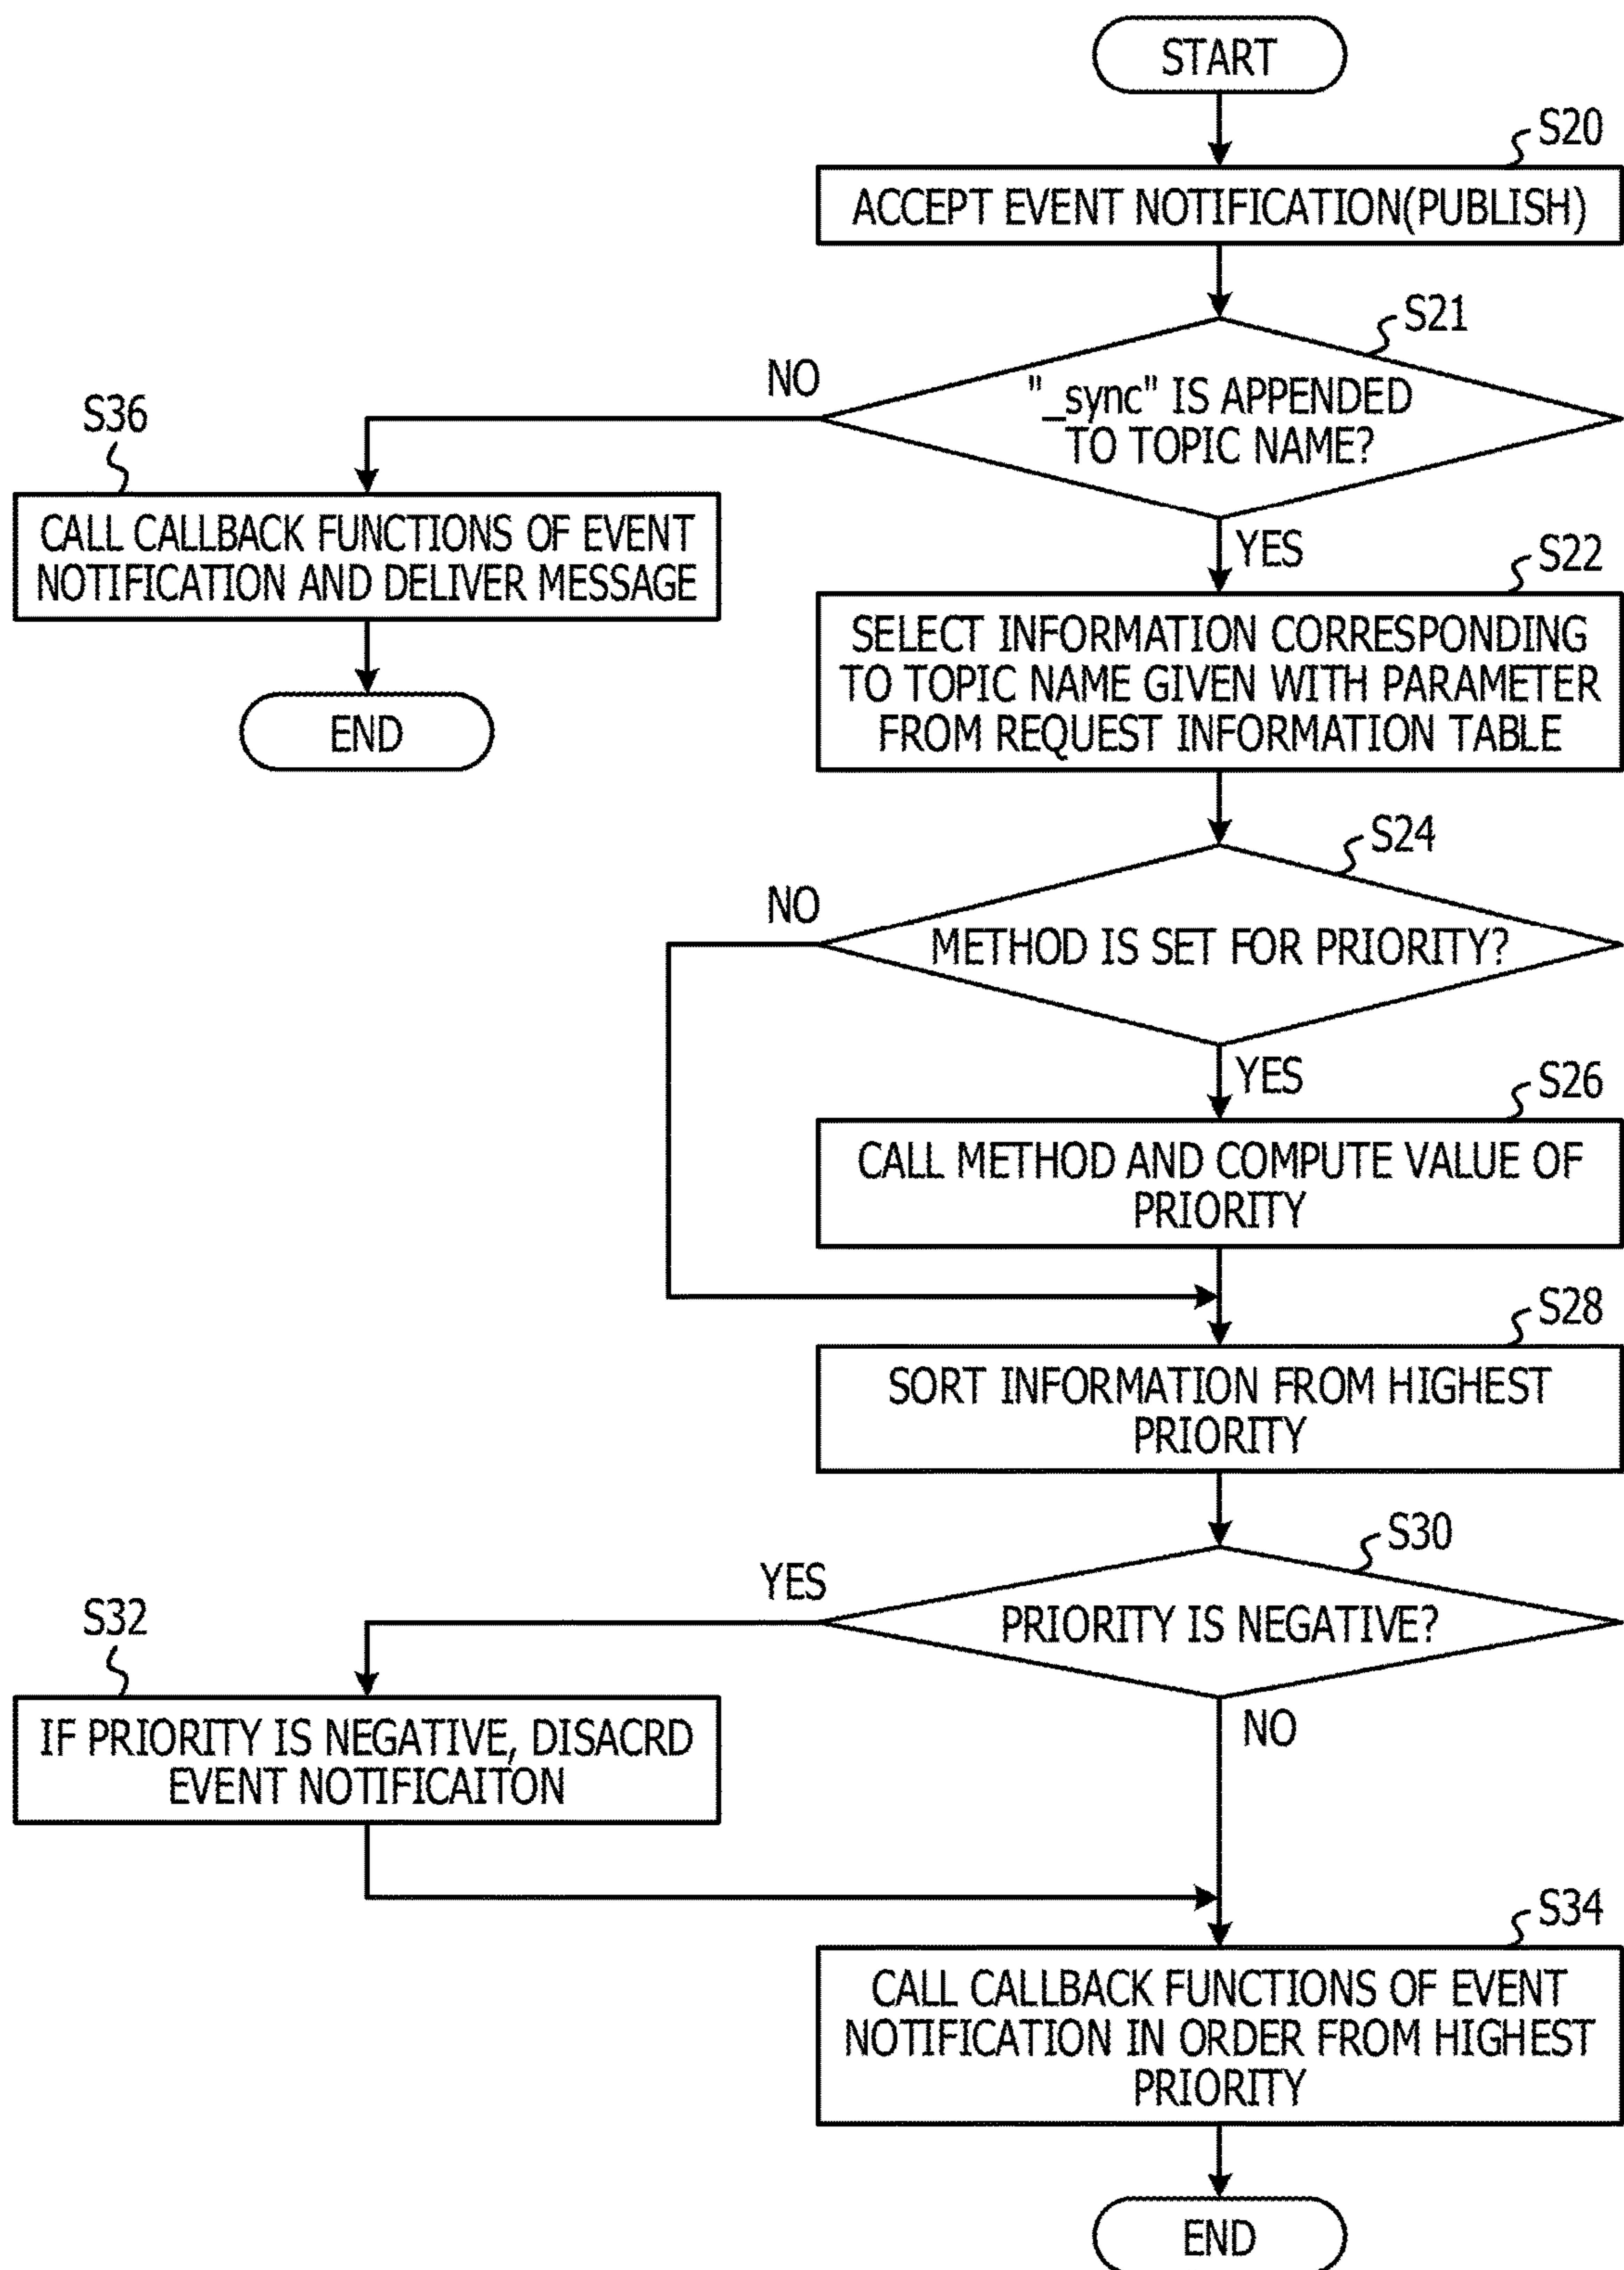 START
S20
ACCEPT EVENT NOTIFICATION(PUBLISH)
S21
NO
"_sync" IS APPENDED
TO TOPIC NAME?
S36
CALL CALLBACK FUNCTIONS OF EVENT
NOTIFICATION AND DELIVER MESSAGE
END
YES
S22
SELECT INFORMATION CORRESPONDING
TO TOPIC NAME GIVEN WITH PARAMETER
FROM REQUEST INFORMATION TABLE
S24
NO
METHOD IS SET FOR PRIORITY?
YES
S26
CALL METHOD AND COMPUTE VALUE OF
PRIORITY
S28
SORT INFORMATION FROM HIGHEST
PRIORITY
S30
YES
PRIORITY IS NEGATIVE?
S32
IF PRIORITY IS NEGATIVE, DISACRD
EVENT NOTIFICAITON
NO
S34
CALL CALLBACK FUNCTIONS OF EVENT
NOTIFICATION IN ORDER FROM HIGHEST
PRIORITY
END